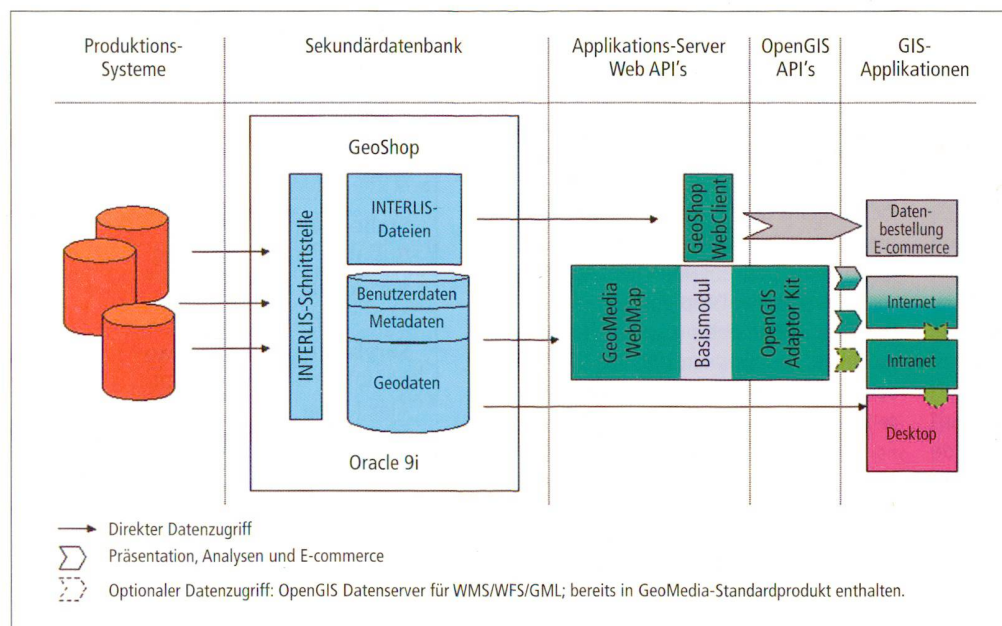 Produktions-
Systeme
Sekundärdatenbank
Applikations-Server
Web API's
OpenGIS
API's
GIS-
Applikationen
GeoShop
INTERLIS-Schnittstelle
INTERLIS-
Dateien
Benutzerdaten
Metadaten
Geodaten
Oracle 9i
GeoShop
WebClient
GeoMedia
WebMap
Basismodul
OpenGIS
Adaptor Kit
Daten-
bestellung
E-commerce
Internet
Intranet
Desktop
Direkter Datenzugriff
Präsentation, Analysen und E-commerce
Optionaler Datenzugriff: OpenGIS Datenserver für WMS/WFS/GML; bereits in GeoMedia-Standardprodukt enthalten.